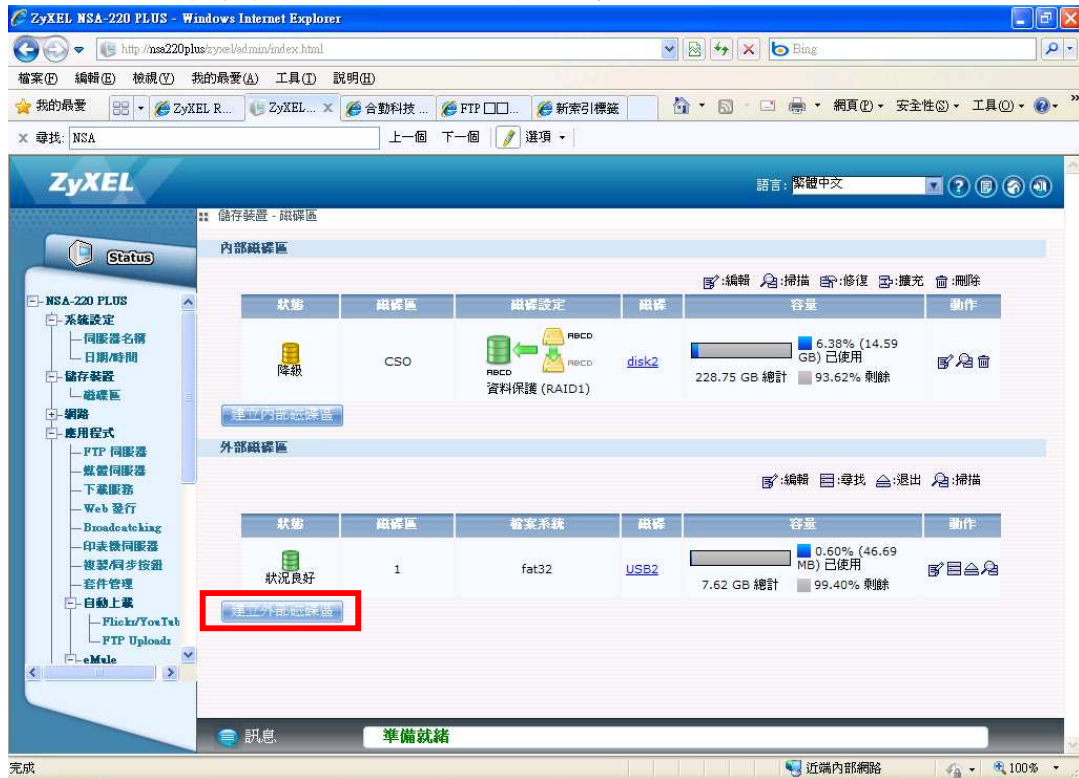 ZyXEL NSA-220 PLUS - Windows Internet Explorer
http://nsa220plus/zyxel/admin/index.html
Bing
檔案(F) 編輯(E) 檢視(V) 我的最愛(A) 工具(T) 說明(H)
我的最愛 ZyXEL R... ZyXEL... 合勤科技 ... FTP □□... 新索引標籤 網頁(P) 安全性(S) 工具(O) »
x 尋找: NSA 上一個 下一個 選項
ZyXEL
語言: 繁體中文
儲存裝置 - 磁碟區
Status
內部磁碟區
:編輯 :掃描 :修復 :擴充 :刪除
狀態 磁碟區 磁碟設定 磁碟 容量 動作
降級 CSO ABCD ABCD ABCD 資料保護 (RAID1) disk2 228.75 GB 總計 6.38% (14.59 GB) 已使用 93.62% 剩餘
建立內部磁碟區
外部磁碟區
:編輯 :尋找 :退出 :掃描
狀態 磁碟區 檔案系統 磁碟 容量 動作
狀況良好 1 fat32 USB2 7.62 GB 總計 0.60% (46.69 MB) 已使用 99.40% 剩餘
建立外部磁碟區
NSA-220 PLUS
系統設定
伺服器名稱
日期/時間
儲存裝置
磁碟區
網路
應用程式
FTP 伺服器
媒體伺服器
下載服務
Web 發行
Broadcatching
印表機伺服器
複製/同步按鈕
套件管理
自動上載
Flickr/YouTub
FTP Uploadr
eMule
訊息 準備就緒
完成 近端內部網路 100%